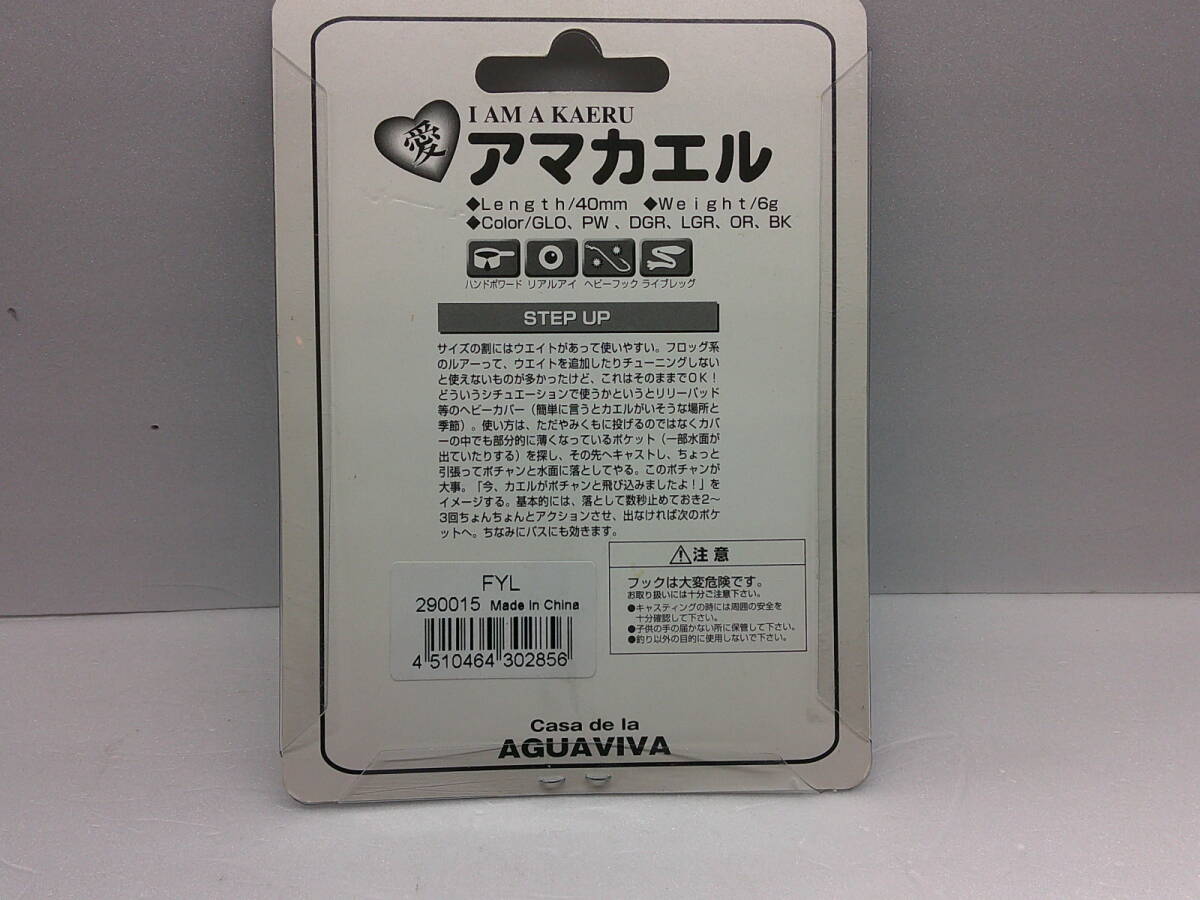 I AM A KAERU
愛
アマカエル
◆Length/40mm ◆Weight/6g
◆Color/GLO、PW、DGR、LGR、OR、BK
ハンドポワード リアルアイ ヘビーフック ライブレッグ
STEP UP
サイズの割にはウエイトがあって使いやすい。フロッグ系
のルアーって、ウエイトを追加したりチューニングしない
と使えないものが多かったけど、これはそのままでOK！
どういうシチュエーションで使うかというとリリーパッド
等のヘビーカバー（簡単に言うとカエルがいそうな場所と
季節）。使い方は、ただやみくもに投げるのではなくカバ
ーの中でも部分的に薄くなっているポケット（一部水面が
出ていたりする）を探し、その先へキャストし、ちょっと
引張ってポチャンと水面に落としてやる。このポチャンが
大事。「今、カエルがポチャンと飛び込みましたよ！」を
イメージする。基本的には、落として数秒止めておき2～
3回ちょんちょんとアクションさせ、出なければ次のポケ
ットへ。ちなみにバスにも効きます。
⚠注意
フックは大変危険です。
お取り扱いには十分ご注意下さい。
●キャスティングの時には周囲の安全を
十分確認して下さい。
●子供の手の届かない所に保管して下さい。
●釣り以外の目的に使用しないで下さい。
FYL
290015 Made in China
4 510464 302856
Casa de la
AGUAVIVA